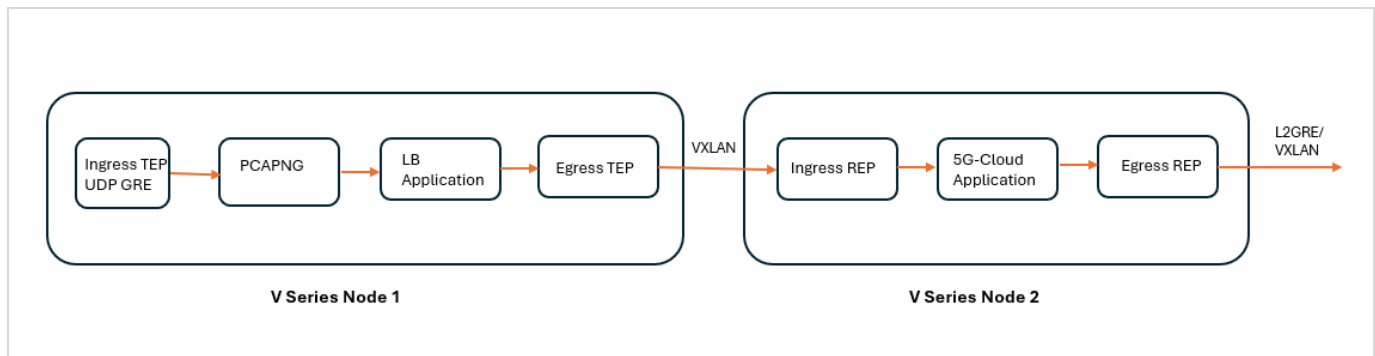 Ingress TEP
UDP GRE
PCAPNG
LB
Application
Egress TEP
VXLAN
Ingress REP
5G-Cloud
Application
Egress REP
L2GRE/
VXLAN
V Series Node 1
V Series Node 2